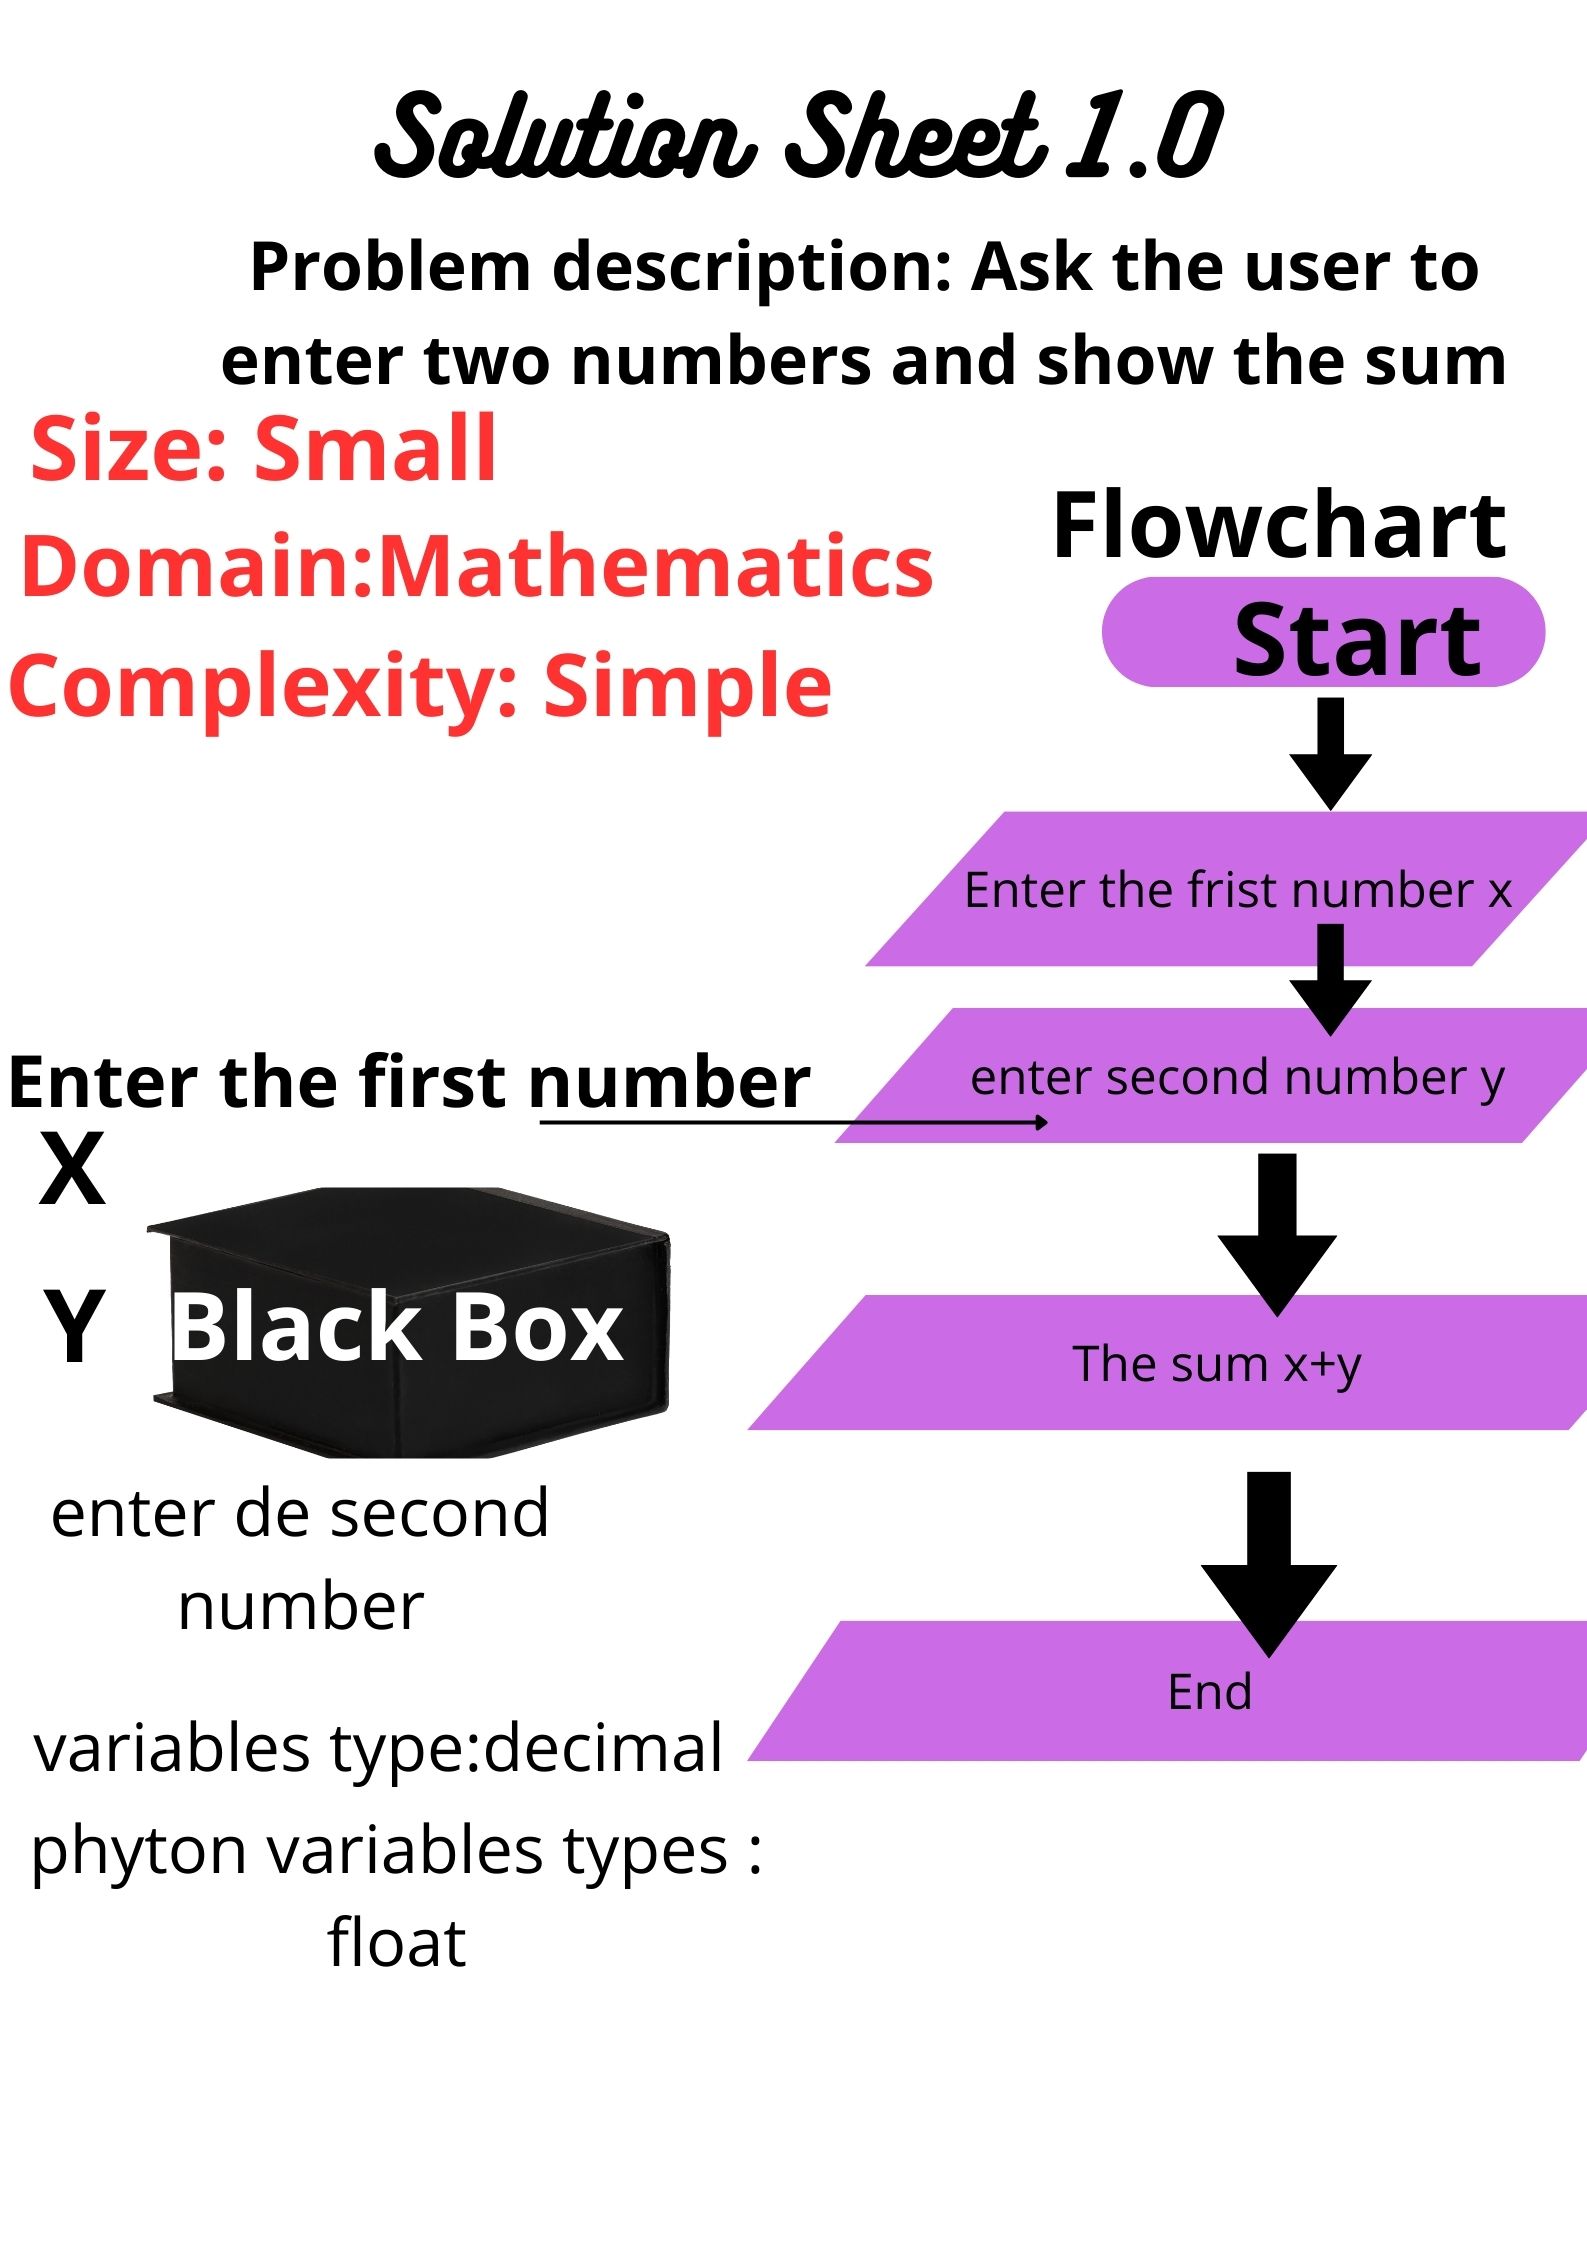 Solution Sheet 1.0
Problem description: Ask the user to
enter two numbers and show the sum
Size: Small
Domain:Mathematics
Complexity: Simple
Flowchart
Start
Enter the frist number x
enter second number y
The sum x+y
End
Enter the first number
X
Y
Black Box
enter de second
number
variables type:decimal
phyton variables types :
float